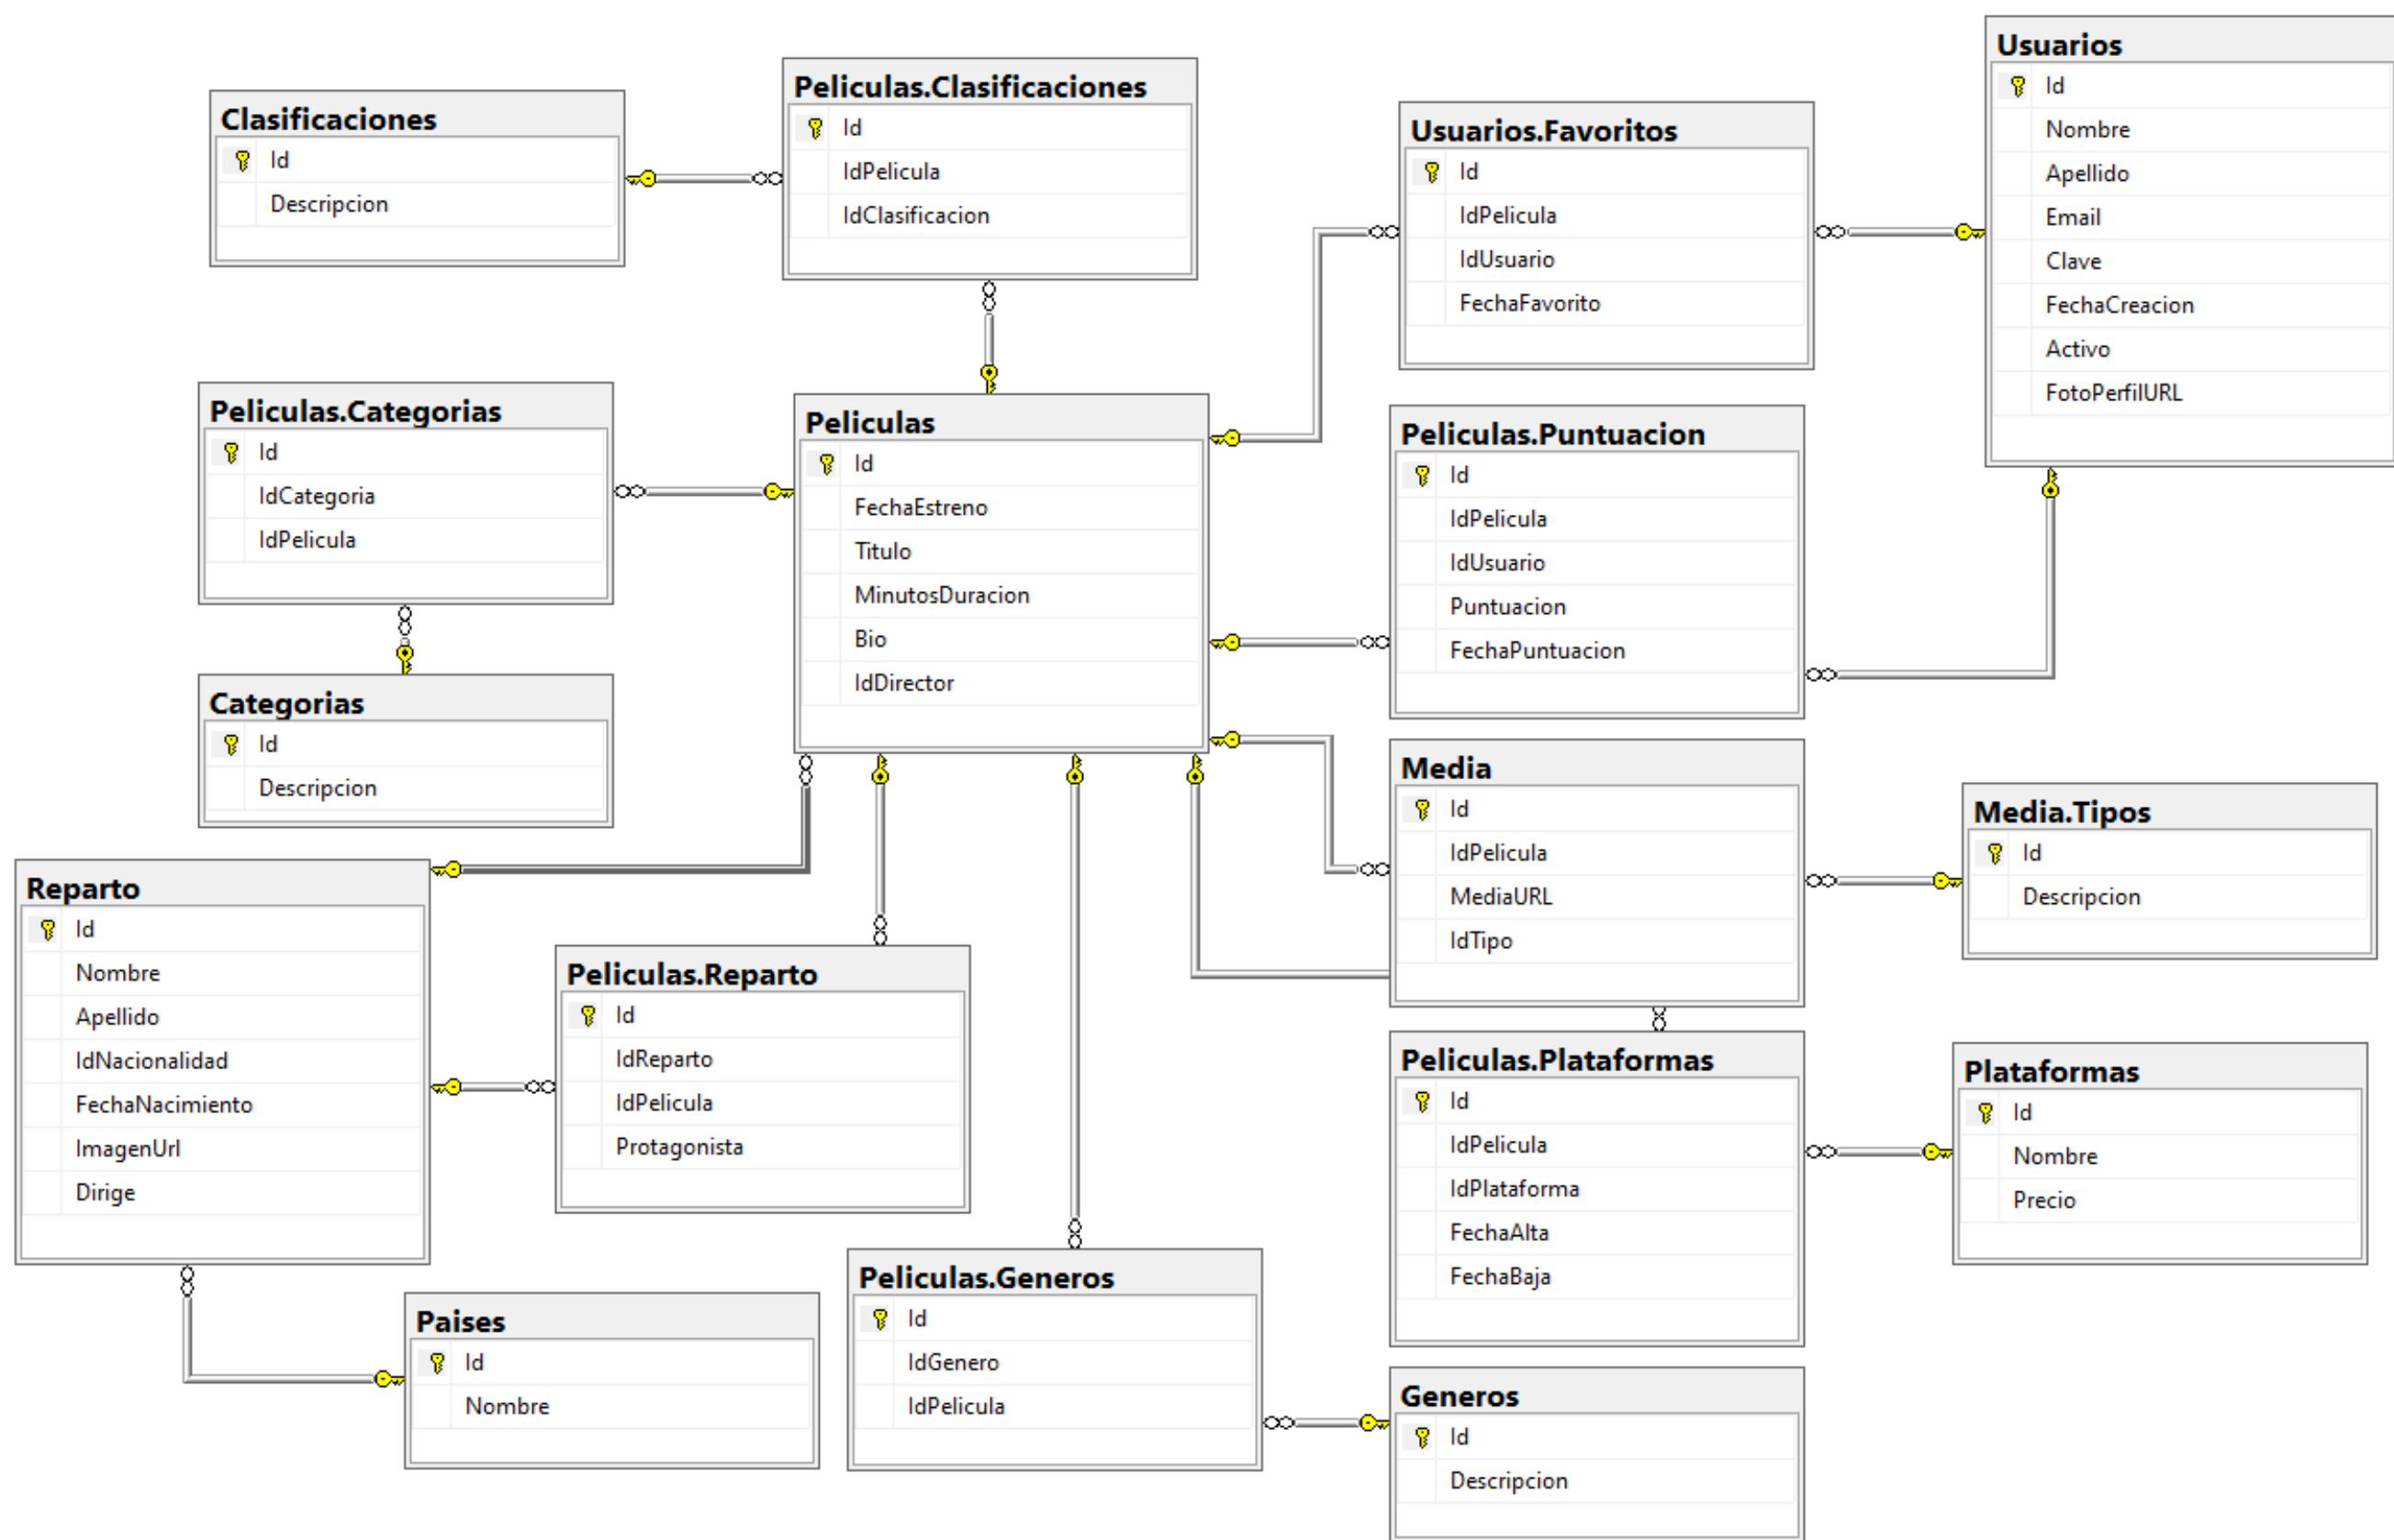 Clasificaciones
Id
Descripcion
Peliculas.Clasificaciones
Id
IdPelicula
IdClasificacion
Usuarios.Favoritos
Id
IdPelicula
IdUsuario
FechaFavorito
Usuarios
Id
Nombre
Apellido
Email
Clave
FechaCreacion
Activo
FotoPerfilURL
Peliculas.Categorias
Id
IdCategoria
IdPelicula
Peliculas
Id
FechaEstreno
Titulo
MinutosDuracion
Bio
IdDirector
Peliculas.Puntuacion
Id
IdPelicula
IdUsuario
Puntuacion
FechaPuntuacion
Categorias
Id
Descripcion
Media
Id
IdPelicula
MediaURL
IdTipo
Media.Tipos
Id
Descripcion
Reparto
Id
Nombre
Apellido
IdNacionalidad
FechaNacimiento
ImagenUrl
Dirige
Peliculas.Reparto
Id
IdReparto
IdPelicula
Protagonista
Peliculas.Plataformas
Id
IdPelicula
IdPlataforma
FechaAlta
FechaBaja
Plataformas
Id
Nombre
Precio
Paises
Id
Nombre
Peliculas.Generos
Id
IdGenero
IdPelicula
Generos
Id
Descripcion